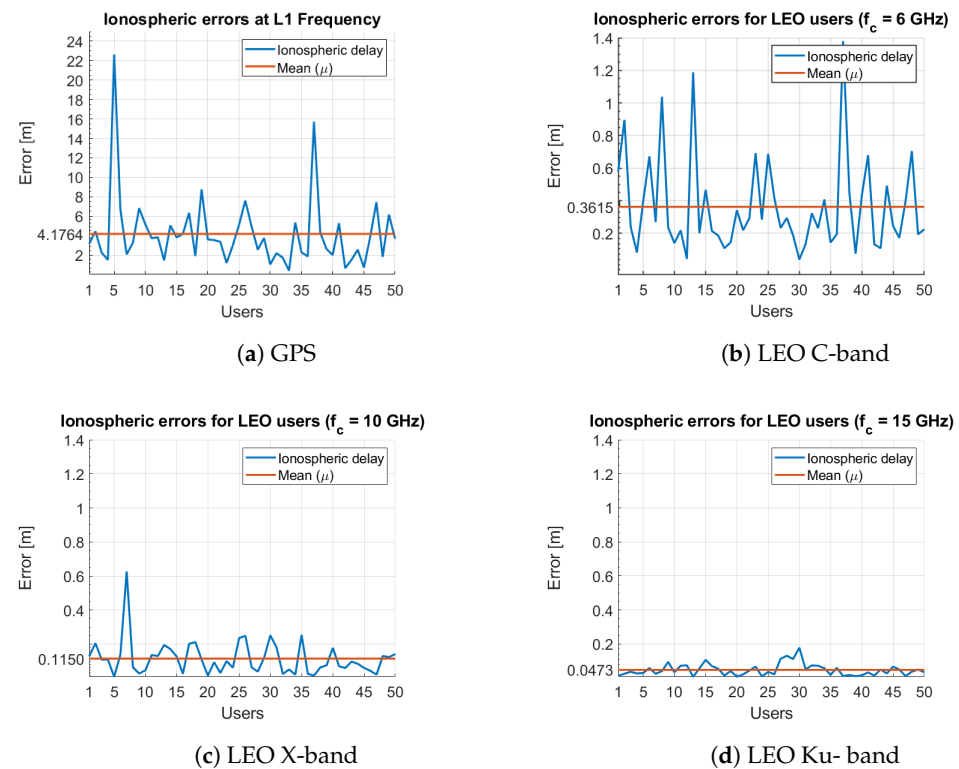 Ionospheric errors at L1 Frequency
24
22
20
18
16
14
12
10
8
6
4.1764
2
Error [m]
Ionospheric delay
Mean (μ)
1 5 10 15 20 25 30 35 40 45 50
Users
(a) GPS
Ionospheric errors for LEO users (f_c = 6 GHz)
1.4
1.2
1
0.8
0.6
0.3615
0.2
Error [m]
Ionospheric delay
Mean (μ)
1 5 10 15 20 25 30 35 40 45 50
Users
(b) LEO C-band
Ionospheric errors for LEO users (f_c = 10 GHz)
1.4
1.2
1
0.8
0.6
0.4
0.1150
Error [m]
Ionospheric delay
Mean (μ)
1 5 10 15 20 25 30 35 40 45 50
Users
(c) LEO X-band
Ionospheric errors for LEO users (f_c = 15 GHz)
1.4
1.2
1
0.8
0.6
0.4
0.2
0.0473
Error [m]
Ionospheric delay
Mean (μ)
1 5 10 15 20 25 30 35 40 45 50
Users
(d) LEO Ku- band